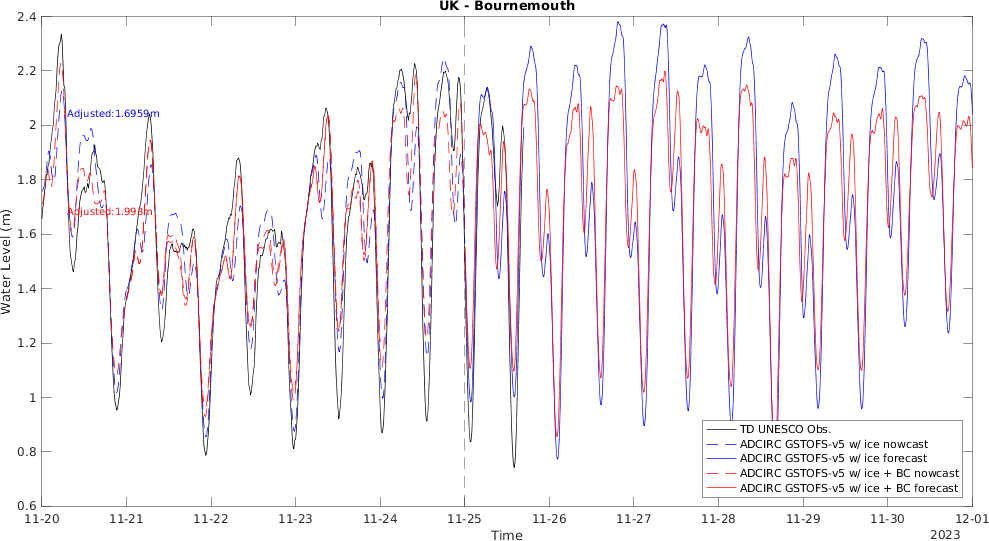 UK - Bournemouth
2.4
2.2
2
1.8
1.6
1.4
1.2
1
0.8
0.6
Water Level (m)
Adjusted:1.6959m
Adjusted:1.993m
TD UNESCO Obs.
ADCIRC GSTOFS-v5 w/ ice nowcast
ADCIRC GSTOFS-v5 w/ ice forecast
ADCIRC GSTOFS-v5 w/ ice + BC nowcast
ADCIRC GSTOFS-v5 w/ ice + BC forecast
11-20 11-21 11-22 11-23 11-24 11-25 11-26 11-27 11-28 11-29 11-30 12-01
Time
2023